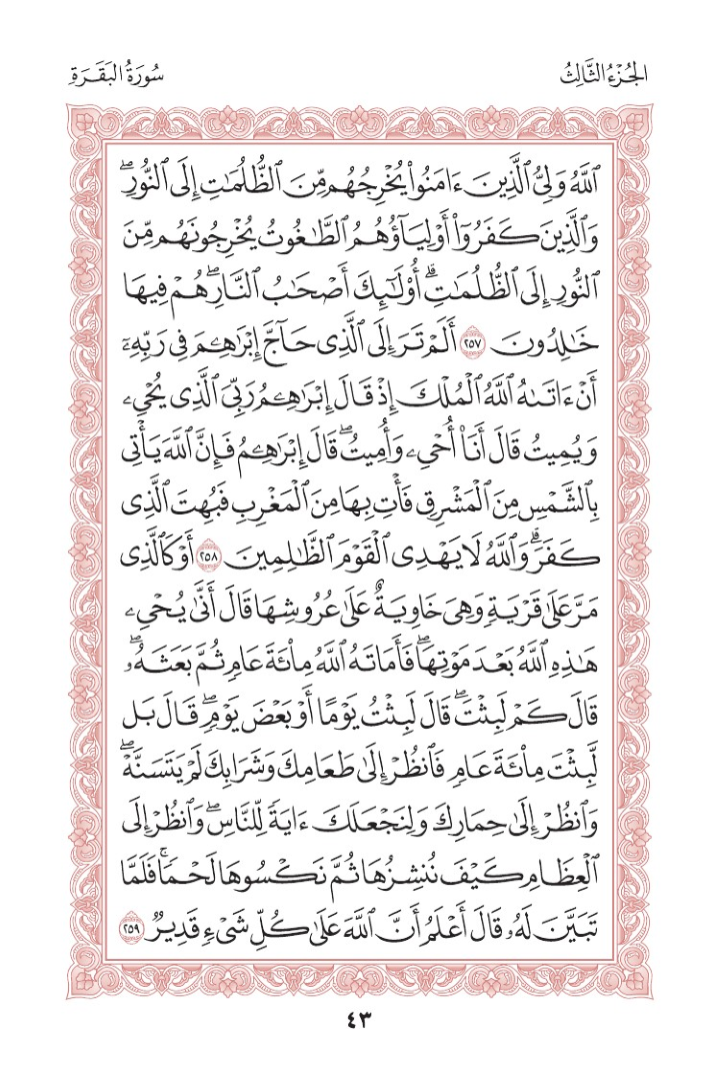 الجُزْءُ الثَّالِثُ
سُورَةُ البَقَرَةِ
ٱللَّهُ وَلِيُّ ٱلَّذِينَ ءَامَنُوا۟ يُخْرِجُهُم مِّنَ ٱلظُّلُمَٰتِ إِلَى ٱلنُّورِۖ
وَٱلَّذِينَ كَفَرُوٓا۟ أَوْلِيَآؤُهُمُ ٱلطَّٰغُوتُ يُخْرِجُونَهُم مِّنَ
ٱلنُّورِ إِلَى ٱلظُّلُمَٰتِۗ أُو۟لَٰٓئِكَ أَصْحَٰبُ ٱلنَّارِۖ هُمْ فِيهَا
خَٰلِدُونَ ٢٥٧ أَلَمْ تَرَ إِلَى ٱلَّذِى حَآجَّ إِبْرَٰهِـۧمَ فِى رَبِّهِۦٓ
أَنْ ءَاتَىٰهُ ٱللَّهُ ٱلْمُلْكَ إِذْ قَالَ إِبْرَٰهِـۧمُ رَبِّىَ ٱلَّذِى يُحْىِۦ
وَيُمِيتُ قَالَ أَنَا۠ أُحْىِۦ وَأُمِيتُۖ قَالَ إِبْرَٰهِـۧمُ فَإِنَّ ٱللَّهَ يَأْتِى
بِٱلشَّمْسِ مِنَ ٱلْمَشْرِقِ فَأْتِ بِهَا مِنَ ٱلْمَغْرِبِ فَبُهِتَ ٱلَّذِى
كَفَرَۗ وَٱللَّهُ لَا يَهْدِى ٱلْقَوْمَ ٱلظَّٰلِمِينَ ٢٥٨ أَوْ كَٱلَّذِى
مَرَّ عَلَىٰ قَرْيَةٍ وَهِىَ خَاوِيَةٌ عَلَىٰ عُرُوشِهَا قَالَ أَنَّىٰ يُحْىِۦ
هَٰذِهِ ٱللَّهُ بَعْدَ مَوْتِهَاۖ فَأَمَاتَهُ ٱللَّهُ مِا۟ئَةَ عَامٍ ثُمَّ بَعَثَهُۥۖ
قَالَ كَمْ لَبِثْتَۖ قَالَ لَبِثْتُ يَوْمًا أَوْ بَعْضَ يَوْمٍۖ قَالَ بَل
لَّبِثْتَ مِا۟ئَةَ عَامٍ فَٱنظُرْ إِلَىٰ طَعَامِكَ وَشَرَابِكَ لَمْ يَتَسَنَّهْۖ
وَٱنظُرْ إِلَىٰ حِمَارِكَ وَلِنَجْعَلَكَ ءَايَةً لِّلنَّاسِۖ وَٱنظُرْ إِلَى
ٱلْعِظَامِ كَيْفَ نُنشِزُهَا ثُمَّ نَكْسُوهَا لَحْمًاۚ فَلَمَّا
تَبَيَّنَ لَهُۥ قَالَ أَعْلَمُ أَنَّ ٱللَّهَ عَلَىٰ كُلِّ شَىْءٍ قَدِيرٌ ٢٥٩
٤٣